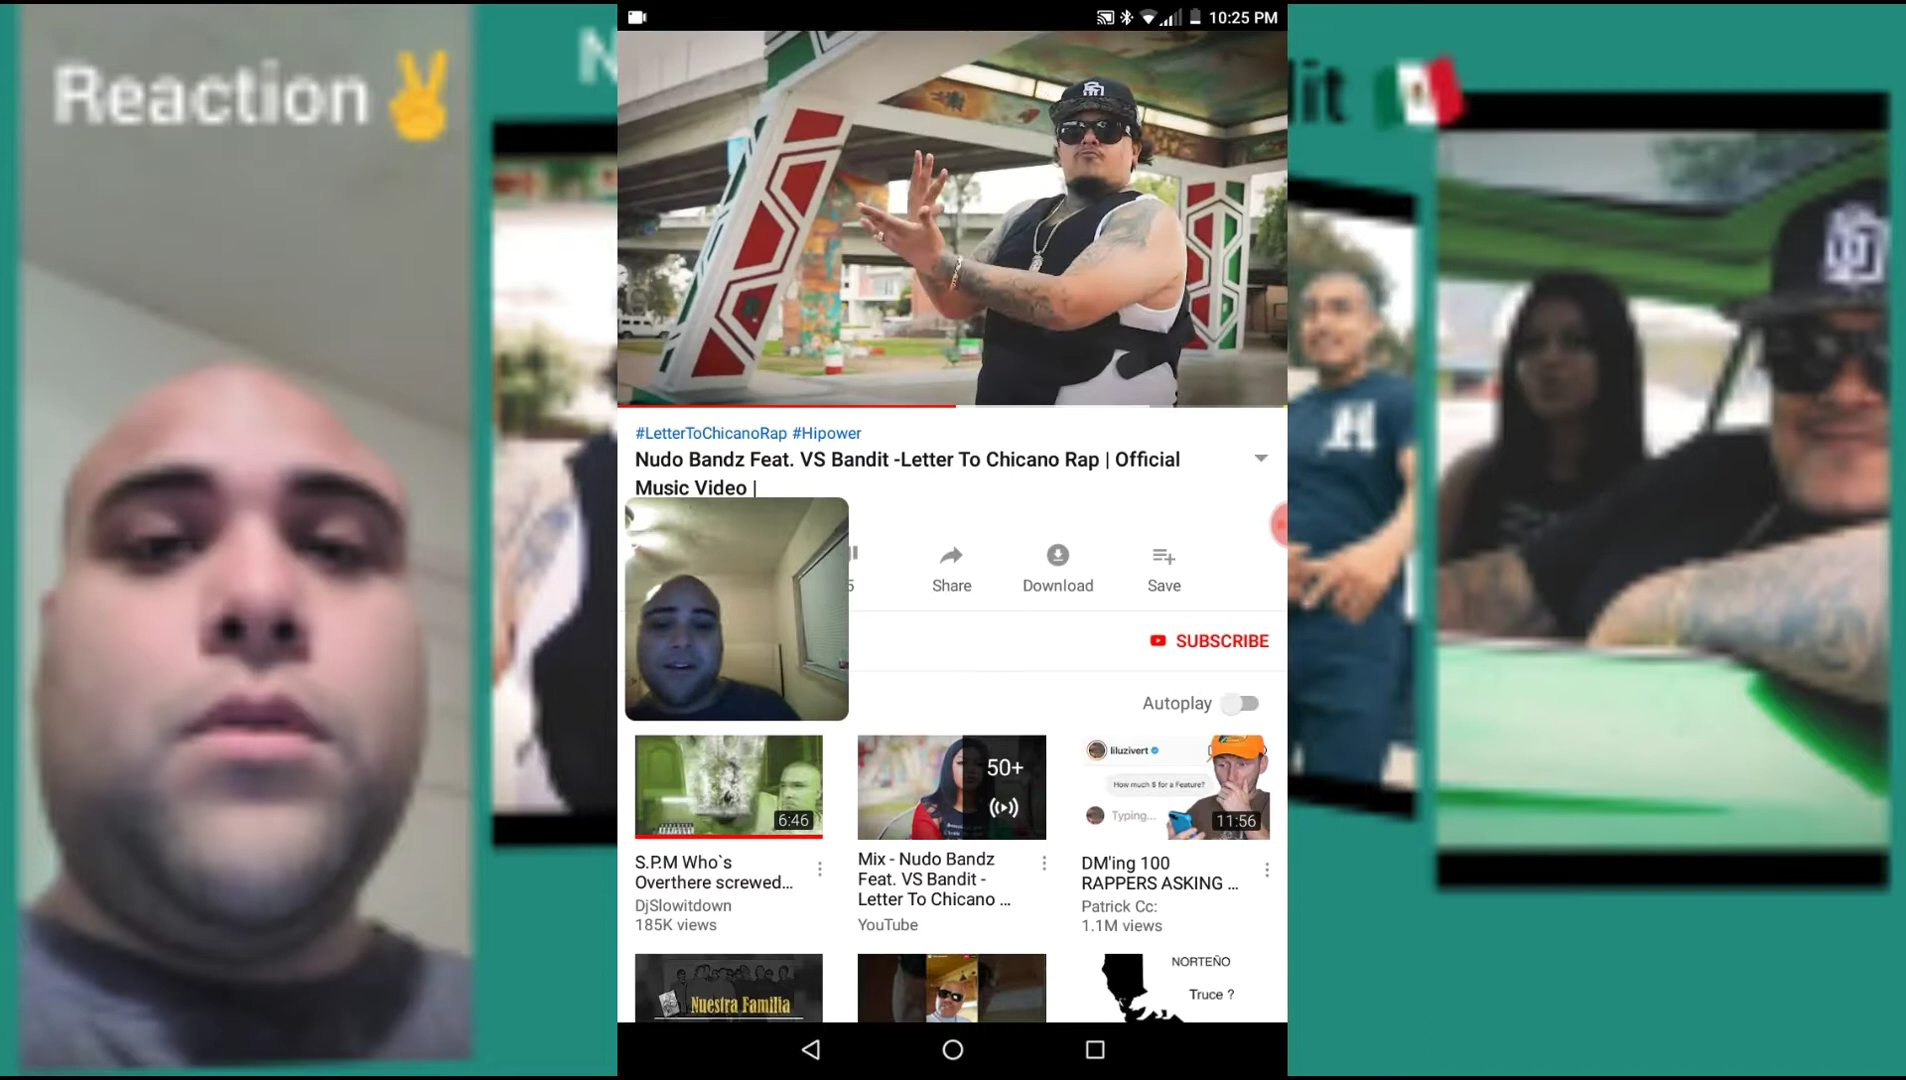 Reaction
10:25 PM
N
it
#LetterToChicanoRap #Hipower
Nudo Bandz Feat. VS Bandit -Letter To Chicano Rap | Official
Music Video |
5
Share
Download
Save
SUBSCRIBE
Autoplay
6:46
50+
liluzivert
How much $ for a Feature?
Typing...
11:56
S.P.M Who`s
Overthere screwed...
DjSlowitdown
185K views
Mix - Nudo Bandz
Feat. VS Bandit -
Letter To Chicano ...
YouTube
DM'ing 100
RAPPERS ASKING ...
Patrick Cc:
1.1M views
Nuestra Familia
NORTEÑO
Truce ?